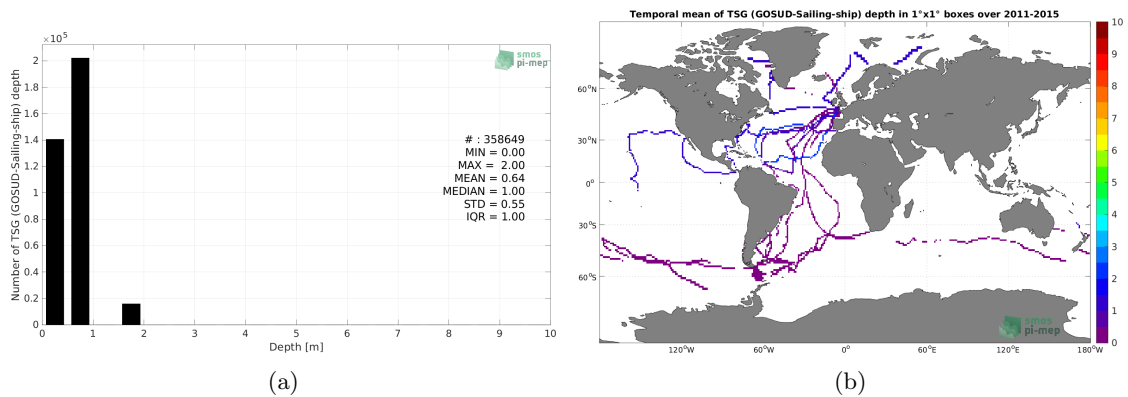 ×10⁵
smos
pi-mep
Number of TSG (GOSUD-Sailing-ship) depth
2
1.8
1.6
1.4
1.2
1
0.8
0.6
0.4
0.2
0
# : 358649
MIN = 0.00
MAX = 2.00
MEAN = 0.64
MEDIAN = 1.00
STD = 0.55
IQR = 1.00
0 1 2 3 4 5 6 7 8 9 10
Depth [m]
(a)
Temporal mean of TSG (GOSUD-Sailing-ship) depth in 1°x1° boxes over 2011-2015
60°N
30°N
0°
30°S
60°S
120°W 60°W 0° 60°E 120°E 180°W
smos
pi-mep
10
9
8
7
6
5
4
3
2
1
0
(b)